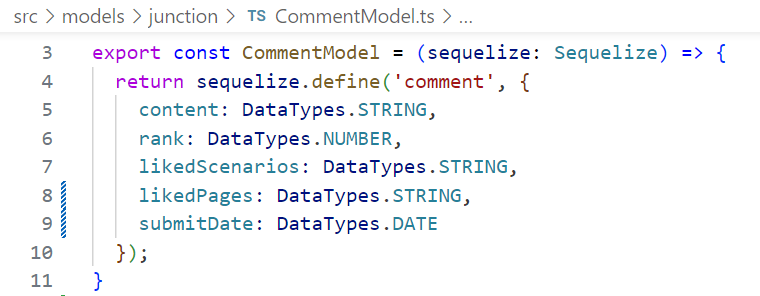 src > models > junction > TS CommentModel.ts > ...
3 export const CommentModel = (sequelize: Sequelize) => {
4 return sequelize.define('comment', {
5 content: DataTypes.STRING,
6 rank: DataTypes.NUMBER,
7 likedScenarios: DataTypes.STRING,
8 likedPages: DataTypes.STRING,
9 submitDate: DataTypes.DATE
10 });
11 }